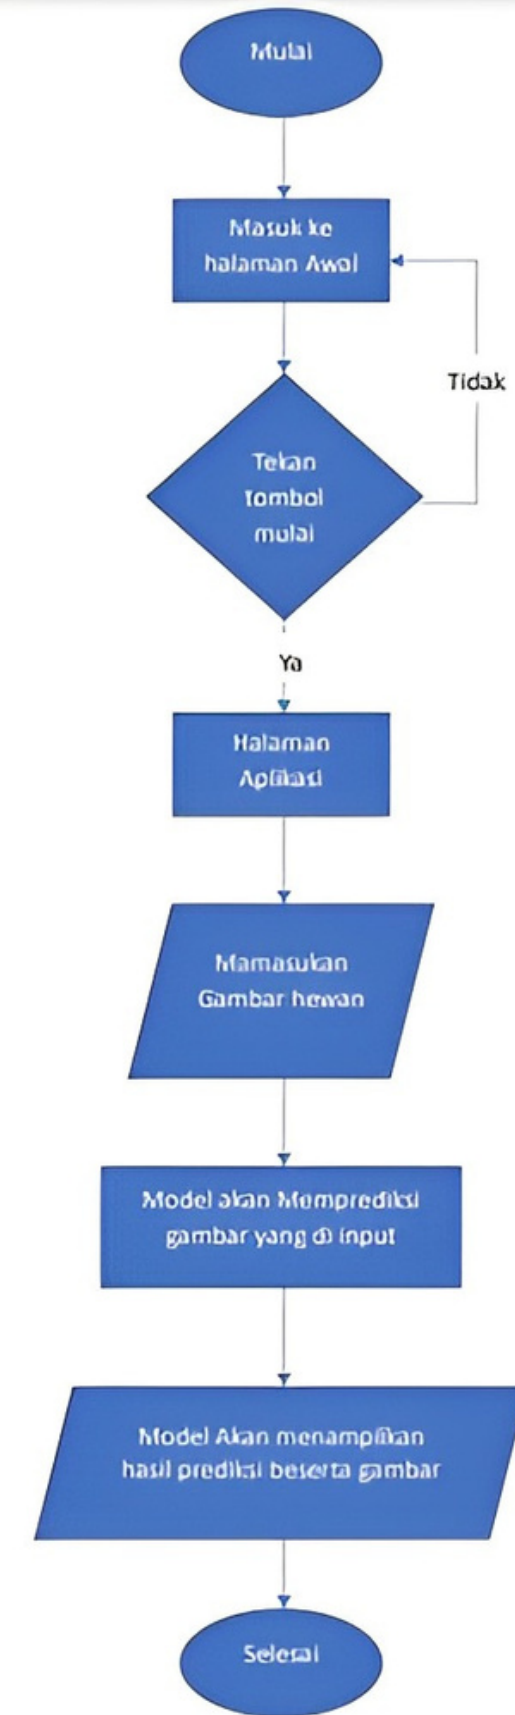 Mulai
Masuk ke
halaman Awal
Tidak
Tekan
tombol
mulai
Ya
Halaman
Aplikasi
Mamasukan
Gambar hewan
Model akan Memprediksi
gambar yang di input
Model Akan menampilkan
hasil prediksi beserta gambar
Selesai